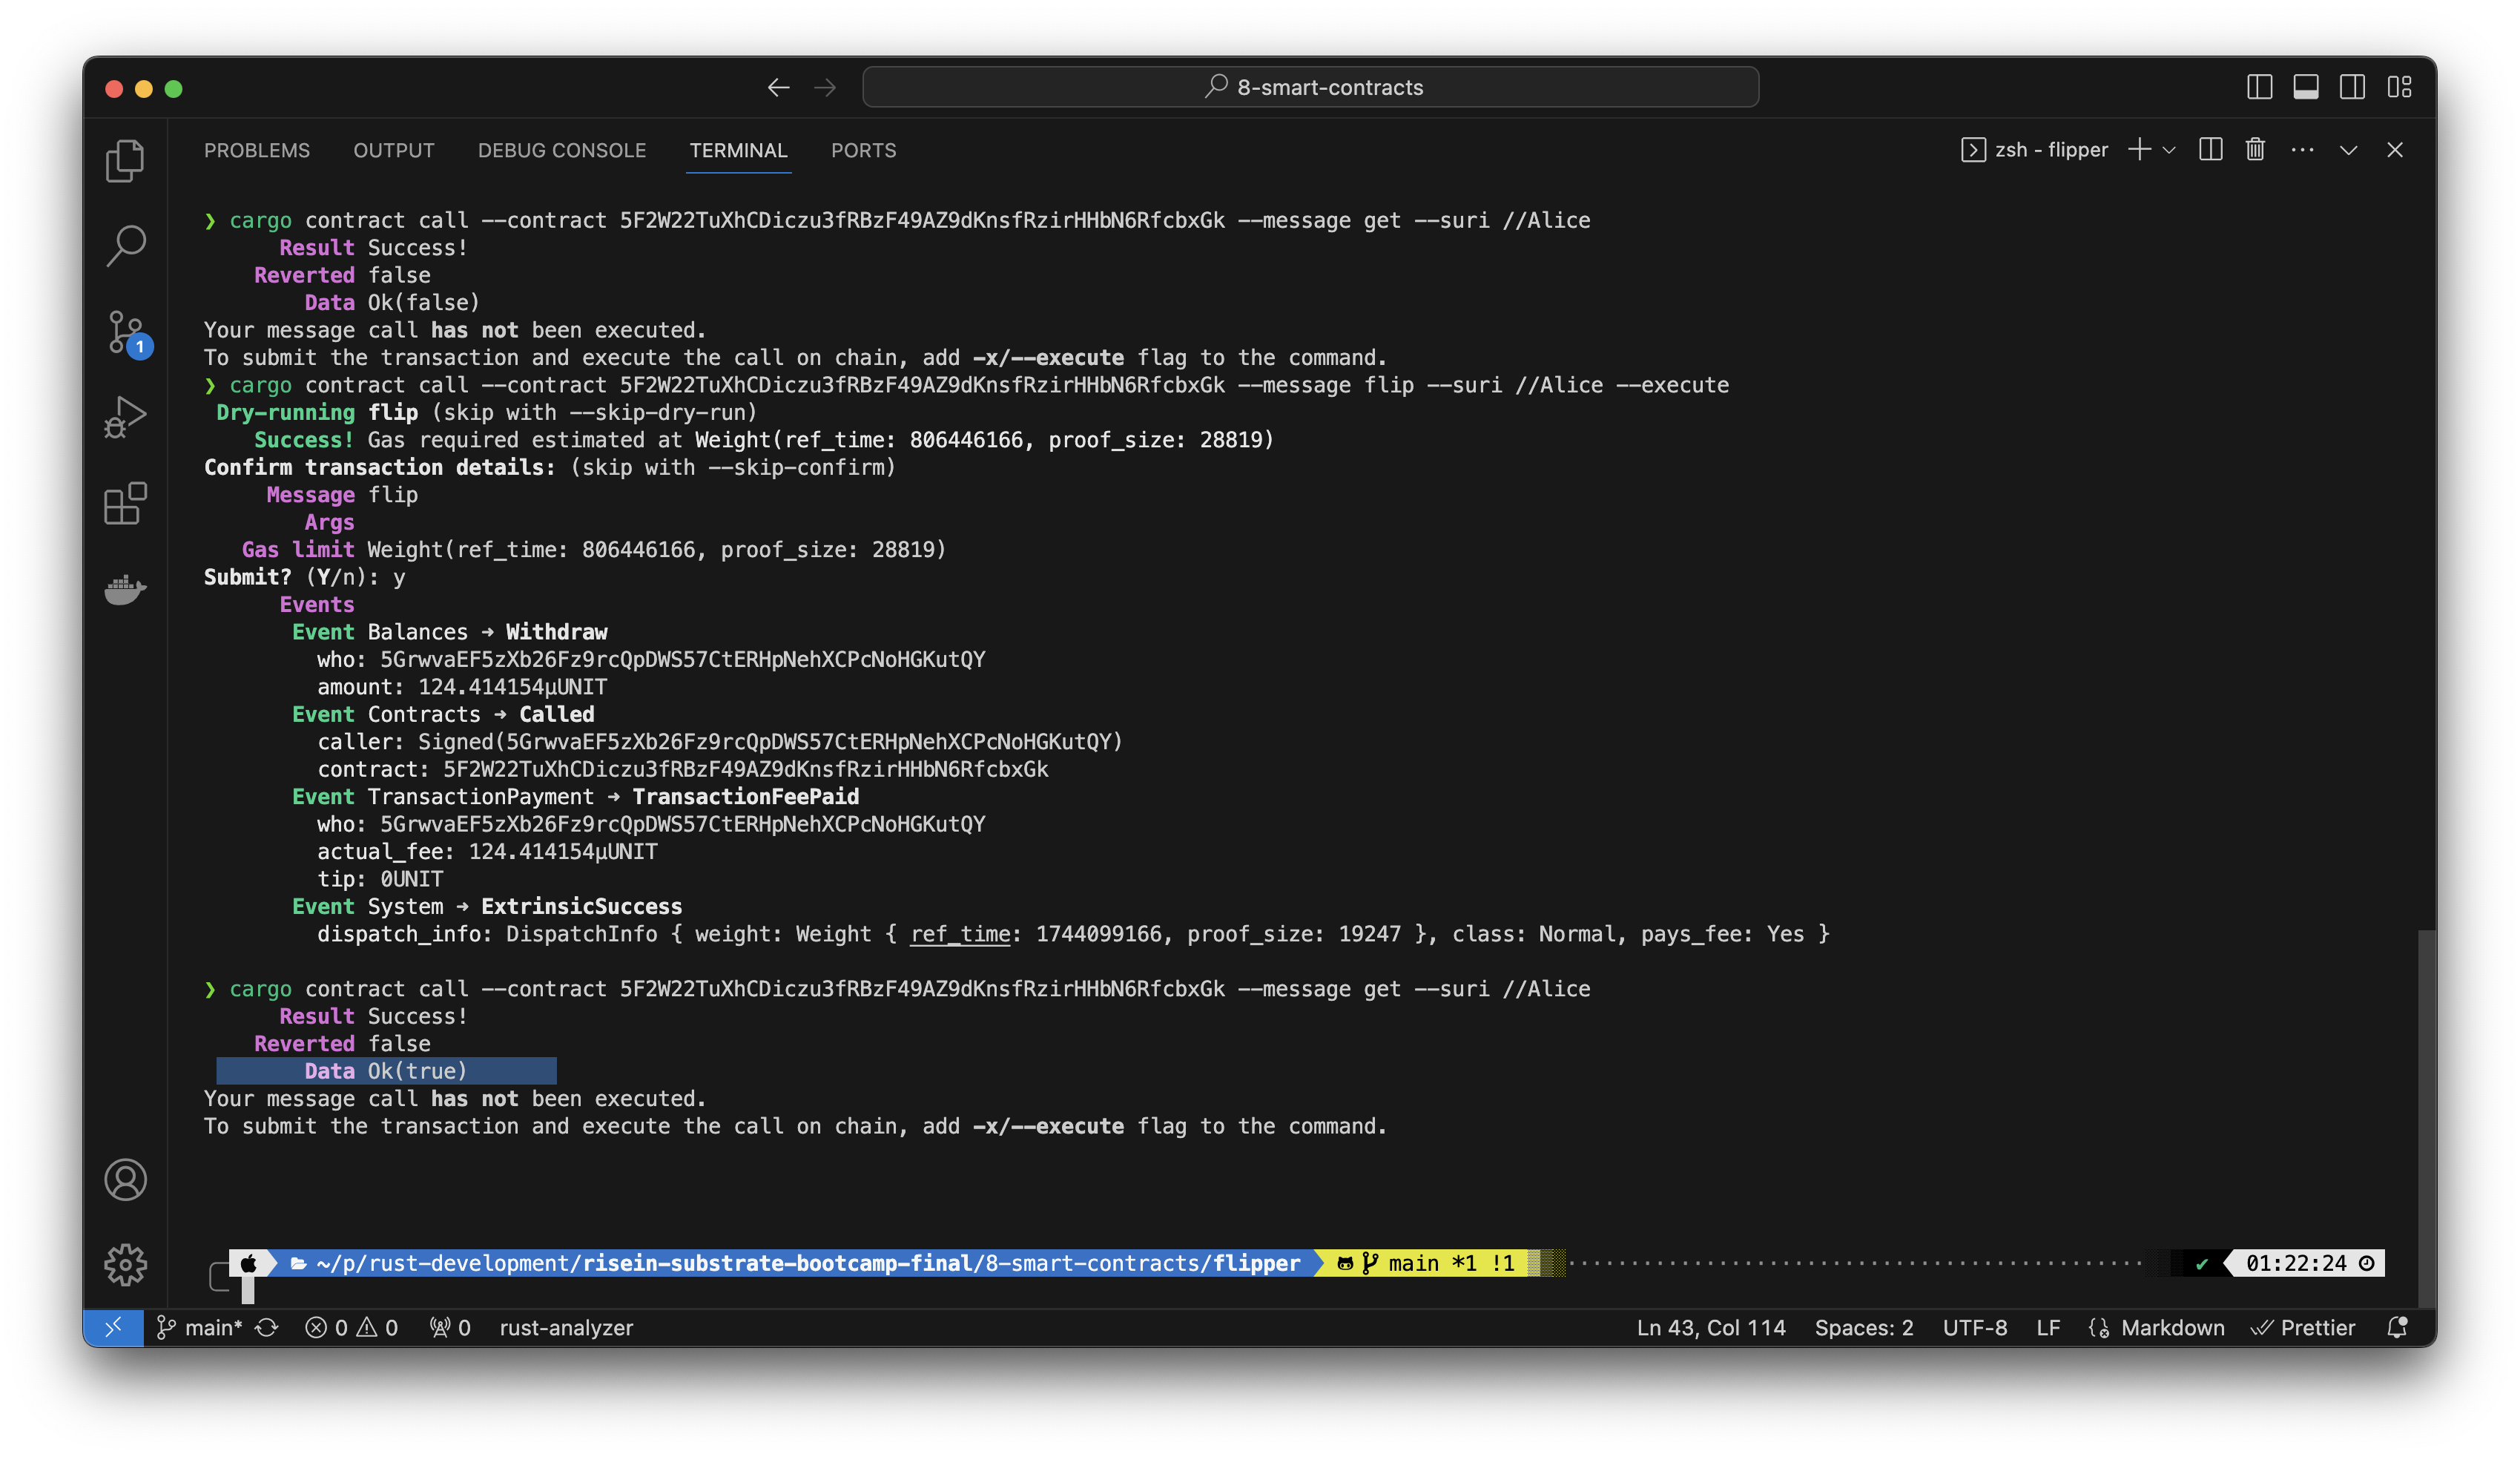 8-smart-contracts
PROBLEMS OUTPUT DEBUG CONSOLE TERMINAL PORTS zsh - flipper
❯ cargo contract call --contract 5F2W22TuXhCDiczu3fRBzF49AZ9dKnsfRzirHHbN6RfcbxGk --message get --suri //Alice
Result Success!
Reverted false
Data Ok(false)
Your message call has not been executed.
To submit the transaction and execute the call on chain, add -x/--execute flag to the command.
❯ cargo contract call --contract 5F2W22TuXhCDiczu3fRBzF49AZ9dKnsfRzirHHbN6RfcbxGk --message flip --suri //Alice --execute
Dry-running flip (skip with --skip-dry-run)
Success! Gas required estimated at Weight(ref_time: 806446166, proof_size: 28819)
Confirm transaction details: (skip with --skip-confirm)
Message flip
Args
Gas limit Weight(ref_time: 806446166, proof_size: 28819)
Submit? (Y/n): y
Events
Event Balances ➜ Withdraw
who: 5GrwvaEF5zXb26Fz9rcQpDWS57CtERHpNehXCPcNoHGKutQY
amount: 124.414154μUNIT
Event Contracts ➜ Called
caller: Signed(5GrwvaEF5zXb26Fz9rcQpDWS57CtERHpNehXCPcNoHGKutQY)
contract: 5F2W22TuXhCDiczu3fRBzF49AZ9dKnsfRzirHHbN6RfcbxGk
Event TransactionPayment ➜ TransactionFeePaid
who: 5GrwvaEF5zXb26Fz9rcQpDWS57CtERHpNehXCPcNoHGKutQY
actual_fee: 124.414154μUNIT
tip: 0UNIT
Event System ➜ ExtrinsicSuccess
dispatch_info: DispatchInfo { weight: Weight { ref_time: 1744099166, proof_size: 19247 }, class: Normal, pays_fee: Yes }
❯ cargo contract call --contract 5F2W22TuXhCDiczu3fRBzF49AZ9dKnsfRzirHHbN6RfcbxGk --message get --suri //Alice
Result Success!
Reverted false
Data Ok(true)
Your message call has not been executed.
To submit the transaction and execute the call on chain, add -x/--execute flag to the command.
1
~/p/rust-development/risein-substrate-bootcamp-final/8-smart-contracts/flipper main *1 !1 ✔ 01:22:24
main* 0 0 0 rust-analyzer Ln 43, Col 114 Spaces: 2 UTF-8 LF Markdown Prettier